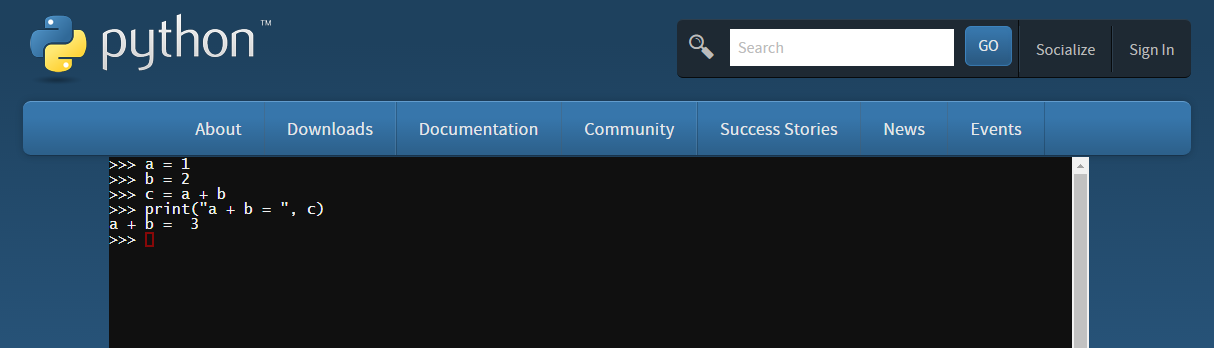 python™
Search
GO
Socialize
Sign In
About
Downloads
Documentation
Community
Success Stories
News
Events
>>> a = 1
>>> b = 2
>>> c = a + b
>>> print("a + b = ", c)
a + b =  3
>>>